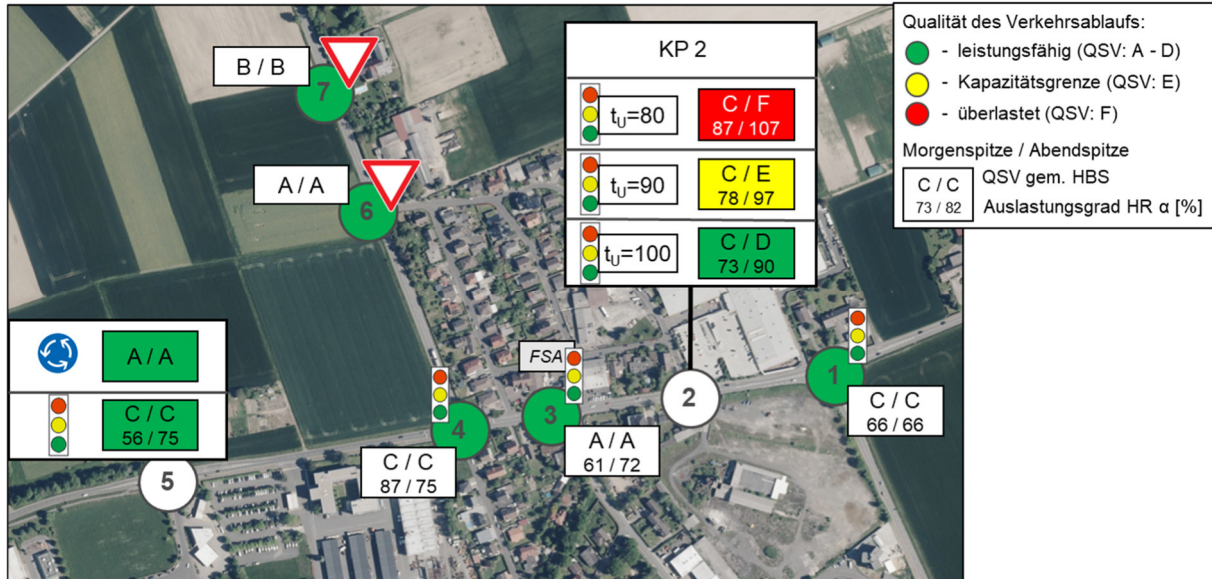 B / B
7
A / A
6
KP 2
tU=80
C / F
87 / 107
tU=90
C / E
78 / 97
tU=100
C / D
73 / 90
Qualität des Verkehrsablaufs:
- leistungsfähig (QSV: A - D)
- Kapazitätsgrenze (QSV: E)
- überlastet (QSV: F)
Morgenspitze / Abendspitze
C / C
73 / 82
QSV gem. HBS
Auslastungsgrad HR α [%]
A / A
C / C
56 / 75
5
4
C / C
87 / 75
FSA
3
A / A
61 / 72
2
1
C / C
66 / 66